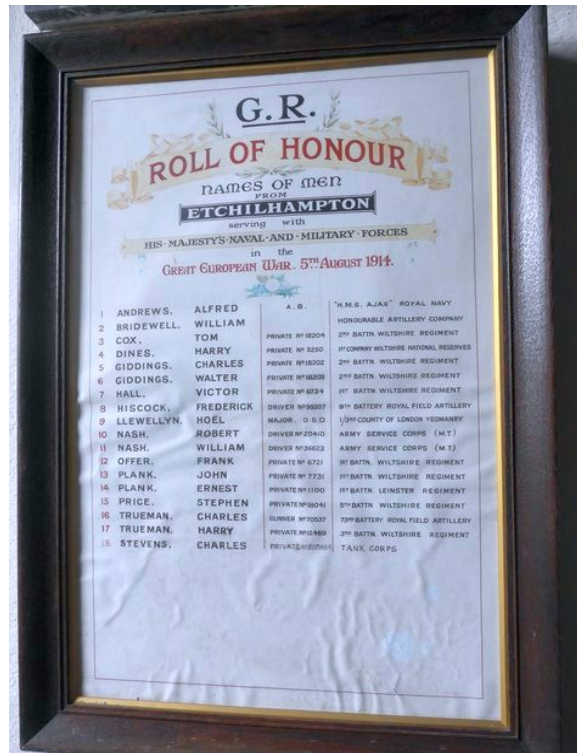 G.R.
ROLL OF HONOUR
NAMES OF MEN
FROM
ETCHILHAMPTON
serving with
HIS·MAJESTY'S·NAVAL·AND·MILITARY·FORCES
in the
GREAT EUROPEAN WAR. 5TH AUGUST 1914.
1 ANDREWS, ALFRED A.B. "H.M.S. AJAX" ROYAL NAVY
2 BRIDEWELL, WILLIAM HONOURABLE ARTILLERY COMPANY
3 COX, TOM PRIVATE Nº 18204 2ND BATTN. WILTSHIRE REGIMENT
4 DINES, HARRY PRIVATE Nº 5250 1ST COMPANY WILTSHIRE NATIONAL RESERVES
5 GIDDINGS, CHARLES PRIVATE Nº 18202 2ND BATTN. WILTSHIRE REGIMENT
6 GIDDINGS, WALTER PRIVATE Nº 18203 2ND BATTN. WILTSHIRE REGIMENT
7 HALL, VICTOR PRIVATE Nº 6734 1ST BATTN. WILTSHIRE REGIMENT
8 HISCOCK, FREDERICK DRIVER Nº 95207 8TH BATTERY ROYAL FIELD ARTILLERY
9 LLEWELLYN, HOËL MAJOR. D.S.O 1/3RD COUNTY OF LONDON YEOMANRY
10 NASH, ROBERT DRIVER Nº 20410 ARMY SERVICE CORPS (M.T)
11 NASH, WILLIAM DRIVER Nº 36623 ARMY SERVICE CORPS (M.T)
12 OFFER, FRANK PRIVATE Nº 6721 1ST BATTN. WILTSHIRE REGIMENT
13 PLANK, JOHN PRIVATE Nº 7731 1ST BATTN. WILTSHIRE REGIMENT
14 PLANK, ERNEST PRIVATE Nº 1100 1ST BATTN. LEINSTER REGIMENT
15 PRICE, STEPHEN PRIVATE Nº 18041 5TH BATTN. WILTSHIRE REGIMENT
16 TRUEMAN, CHARLES GUNNER Nº 70537 73RD BATTERY ROYAL FIELD ARTILLERY
17 TRUEMAN, HARRY PRIVATE Nº 12469 3RD BATTN. WILTSHIRE REGIMENT
18 STEVENS, CHARLES PRIVATE TANK CORPS